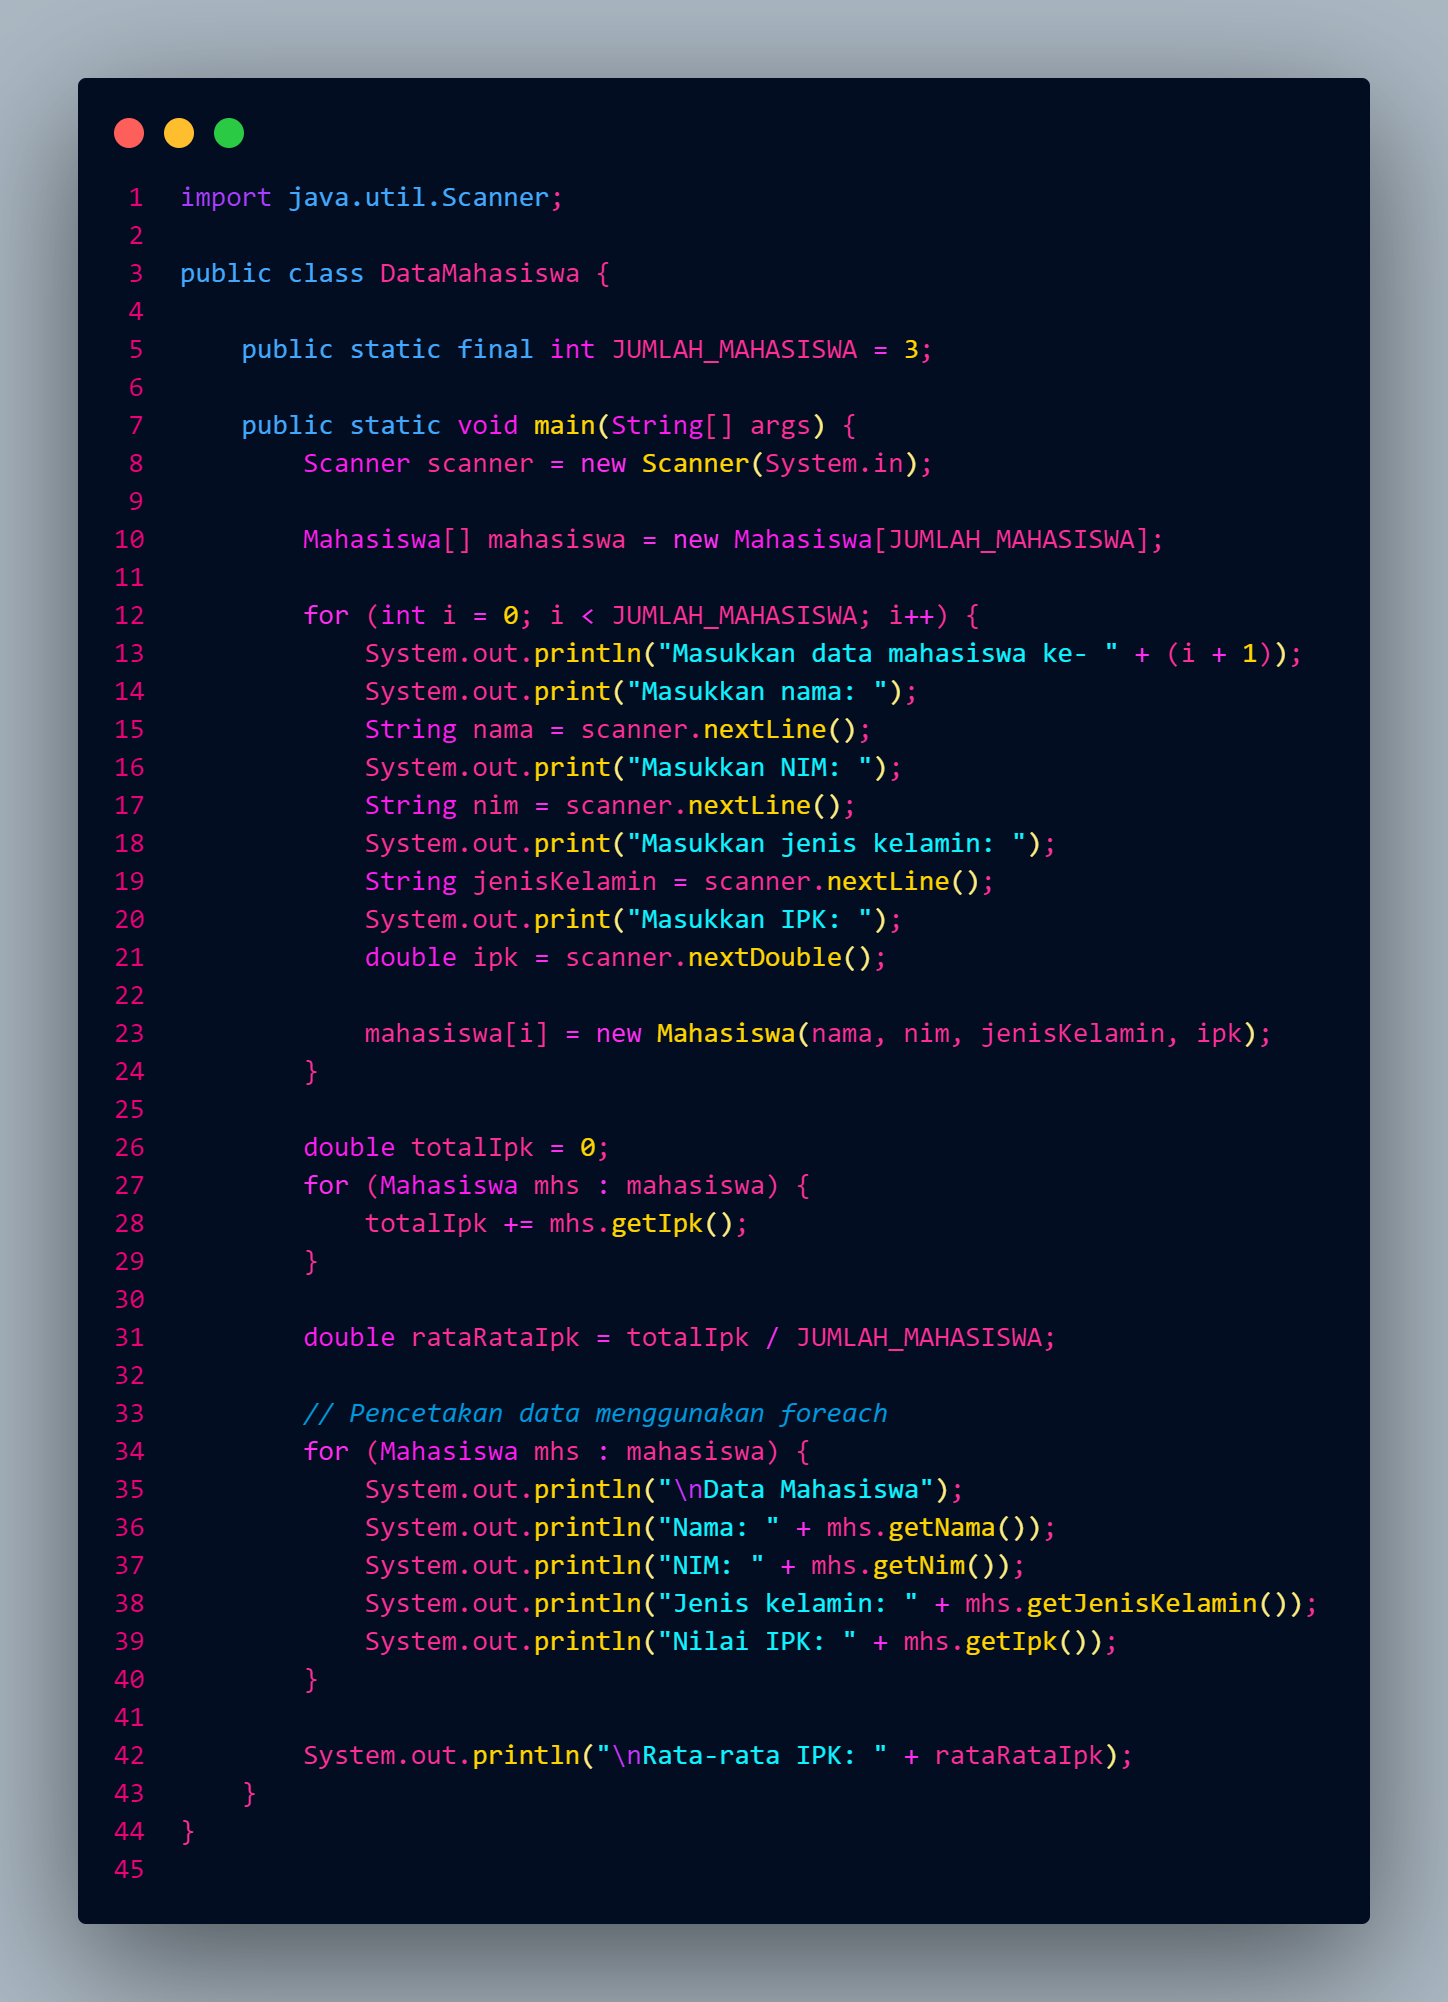 1 import java.util.Scanner;
2
3 public class DataMahasiswa {
4
5     public static final int JUMLAH_MAHASISWA = 3;
6
7     public static void main(String[] args) {
8         Scanner scanner = new Scanner(System.in);
9
10         Mahasiswa[] mahasiswa = new Mahasiswa[JUMLAH_MAHASISWA];
11
12         for (int i = 0; i < JUMLAH_MAHASISWA; i++) {
13             System.out.println("Masukkan data mahasiswa ke- " + (i + 1));
14             System.out.print("Masukkan nama: ");
15             String nama = scanner.nextLine();
16             System.out.print("Masukkan NIM: ");
17             String nim = scanner.nextLine();
18             System.out.print("Masukkan jenis kelamin: ");
19             String jenisKelamin = scanner.nextLine();
20             System.out.print("Masukkan IPK: ");
21             double ipk = scanner.nextDouble();
22
23             mahasiswa[i] = new Mahasiswa(nama, nim, jenisKelamin, ipk);
24         }
25
26         double totalIpk = 0;
27         for (Mahasiswa mhs : mahasiswa) {
28             totalIpk += mhs.getIpk();
29         }
30
31         double rataRataIpk = totalIpk / JUMLAH_MAHASISWA;
32
33         // Pencetakan data menggunakan foreach
34         for (Mahasiswa mhs : mahasiswa) {
35             System.out.println("\nData Mahasiswa");
36             System.out.println("Nama: " + mhs.getNama());
37             System.out.println("NIM: " + mhs.getNim());
38             System.out.println("Jenis kelamin: " + mhs.getJenisKelamin());
39             System.out.println("Nilai IPK: " + mhs.getIpk());
40         }
41
42         System.out.println("\nRata-rata IPK: " + rataRataIpk);
43     }
44 }
45